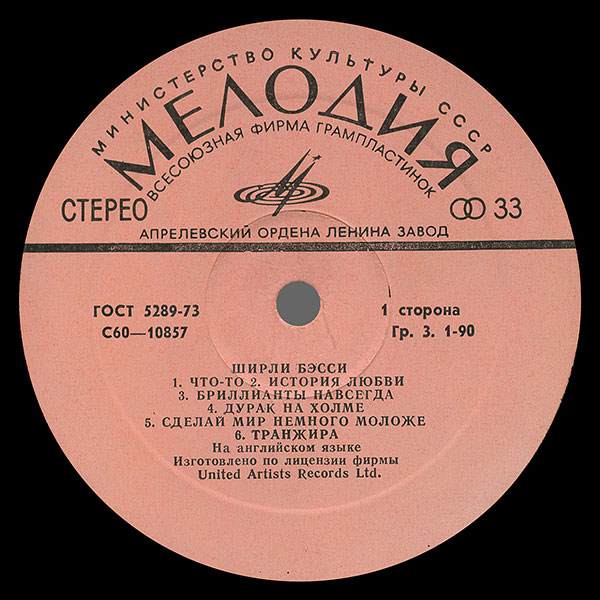 МИНИСТЕРСТВО КУЛЬТУРЫ СССР
МЕЛОДИЯ
ВСЕСОЮЗНАЯ ФИРМА ГРАМПЛАСТИНОК
СТЕРЕО
33
АПРЕЛЕВСКИЙ ОРДЕНА ЛЕНИНА ЗАВОД
ГОСТ 5289-73
С60—10857
1 сторона
Гр. 3. 1-90
ШИРЛИ БЭССИ
1. ЧТО-ТО 2. ИСТОРИЯ ЛЮБВИ
3. БРИЛЛИАНТЫ НАВСЕГДА
4. ДУРАК НА ХОЛМЕ
5. СДЕЛАЙ МИР НЕМНОГО МОЛОЖЕ
6. ТРАНЖИРА
На английском языке
Изготовлено по лицензии фирмы
United Artists Records Ltd.